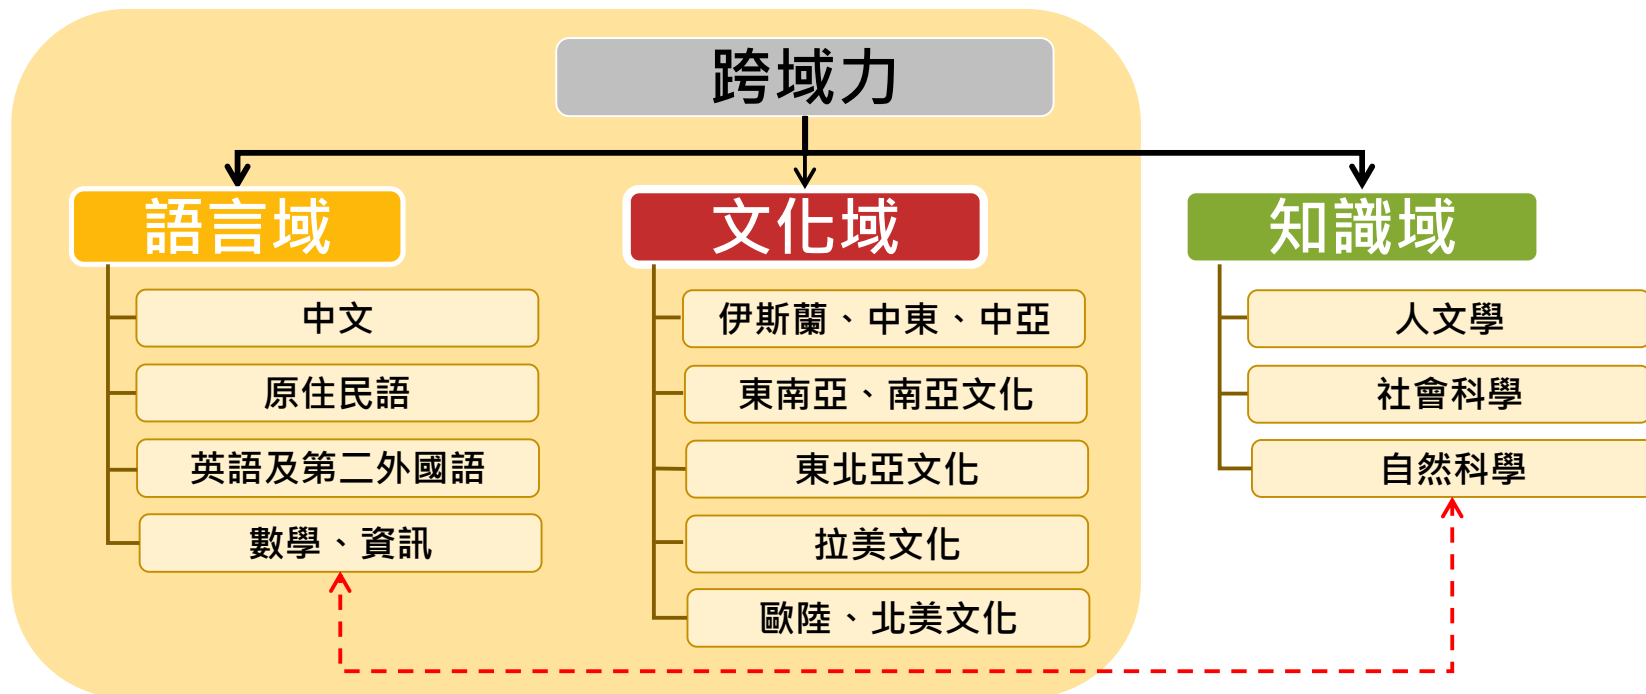 跨域力
語言域
中文
原住民語
英語及第二外國語
數學、資訊
文化域
伊斯蘭、中東、中亞
東南亞、南亞文化
東北亞文化
拉美文化
歐陸、北美文化
知識域
人文學
社會科學
自然科學